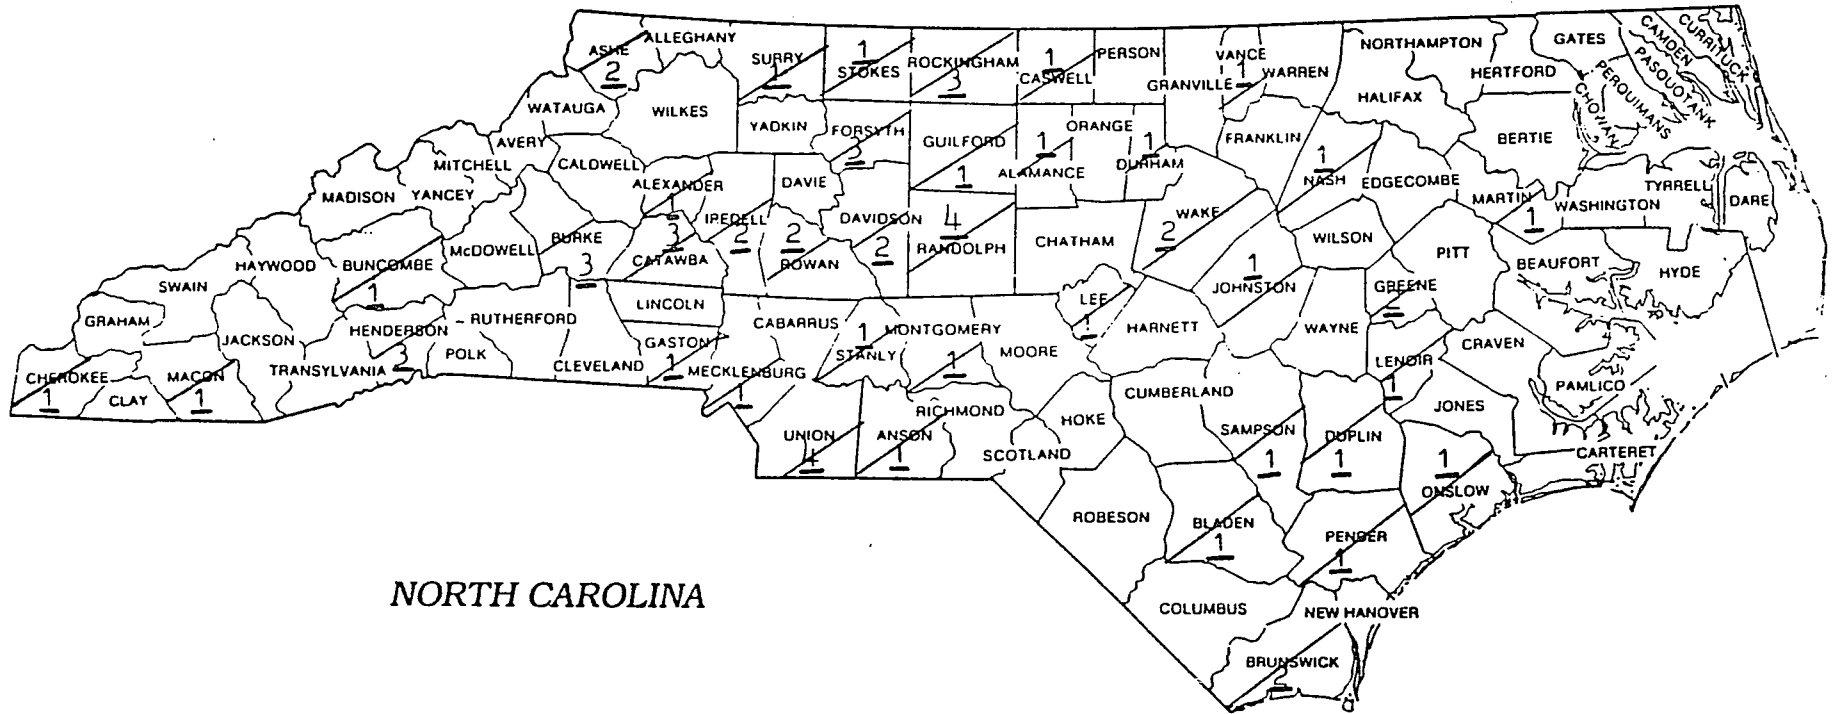 ASHE
2
ALLEGHANY
SURRY
1
1
STOKES
ROCKINGHAM
3
1
CASWELL
PERSON
GRANVILLE
VANCE
1
WARREN
NORTHAMPTON
HERTFORD
GATES
CAMDEN
CURRITUCK
PASQUOTANK
PERQUIMANS
CHOWAN
WATAUGA
WILKES
YADKIN
FORSYTH
GUILFORD
1
1
ALAMANCE
ORANGE
1
DURHAM
FRANKLIN
HALIFAX
BERTIE
AVERY
MITCHELL
CALDWELL
ALEXANDER
1
IREDELL
2
DAVIE
DAVIDSON
2
4
RANDOLPH
CHATHAM
WAKE
2
1
NASH
EDGECOMBE
MARTIN
1
WASHINGTON
TYRRELL
DARE
MADISON
YANCEY
McDOWELL
BURKE
3
3
CATAWBA
2
ROWAN
LEE
1
1
JOHNSTON
WILSON
PITT
GREENE
BEAUFORT
HYDE
SWAIN
HAYWOOD
BUNCOMBE
1
RUTHERFORD
LINCOLN
CABARRUS
1
STANLY
MONTGOMERY
1
MOORE
HARNETT
WAYNE
LENOIR
1
CRAVEN
PAMLICO
GRAHAM
JACKSON
HENDERSON
3
POLK
CLEVELAND
GASTON
1
MECKLENBURG
1
CHEROKEE
1
CLAY
MACON
1
TRANSYLVANIA
UNION
4
ANSON
1
RICHMOND
SCOTLAND
HOKE
CUMBERLAND
SAMPSON
1
DUPLIN
1
JONES
CARTERET
1
ONSLOW
ROBESON
BLADEN
1
PENDER
1
COLUMBUS
NEW HANOVER
BRUNSWICK
NORTH CAROLINA